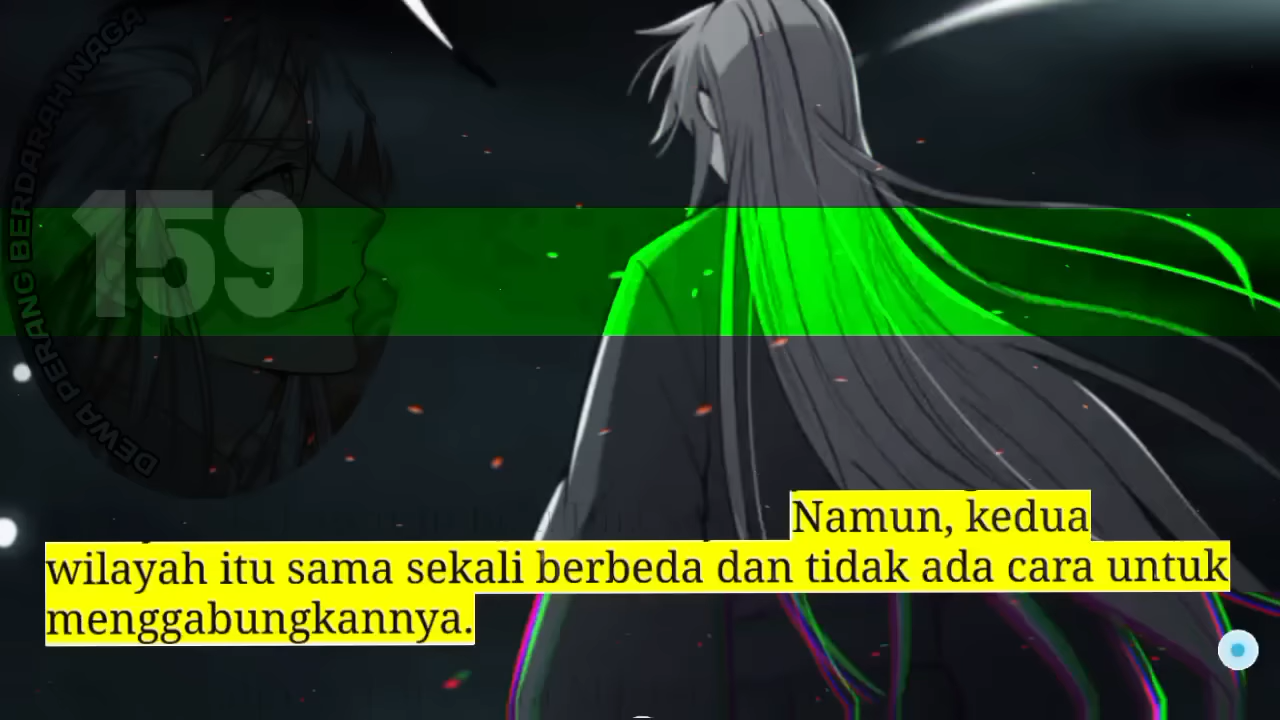 DEWA PERANG BERDARAH NAGA
159
Namun, kedua
wilayah itu sama sekali berbeda dan tidak ada cara untuk
menggabungkannya.